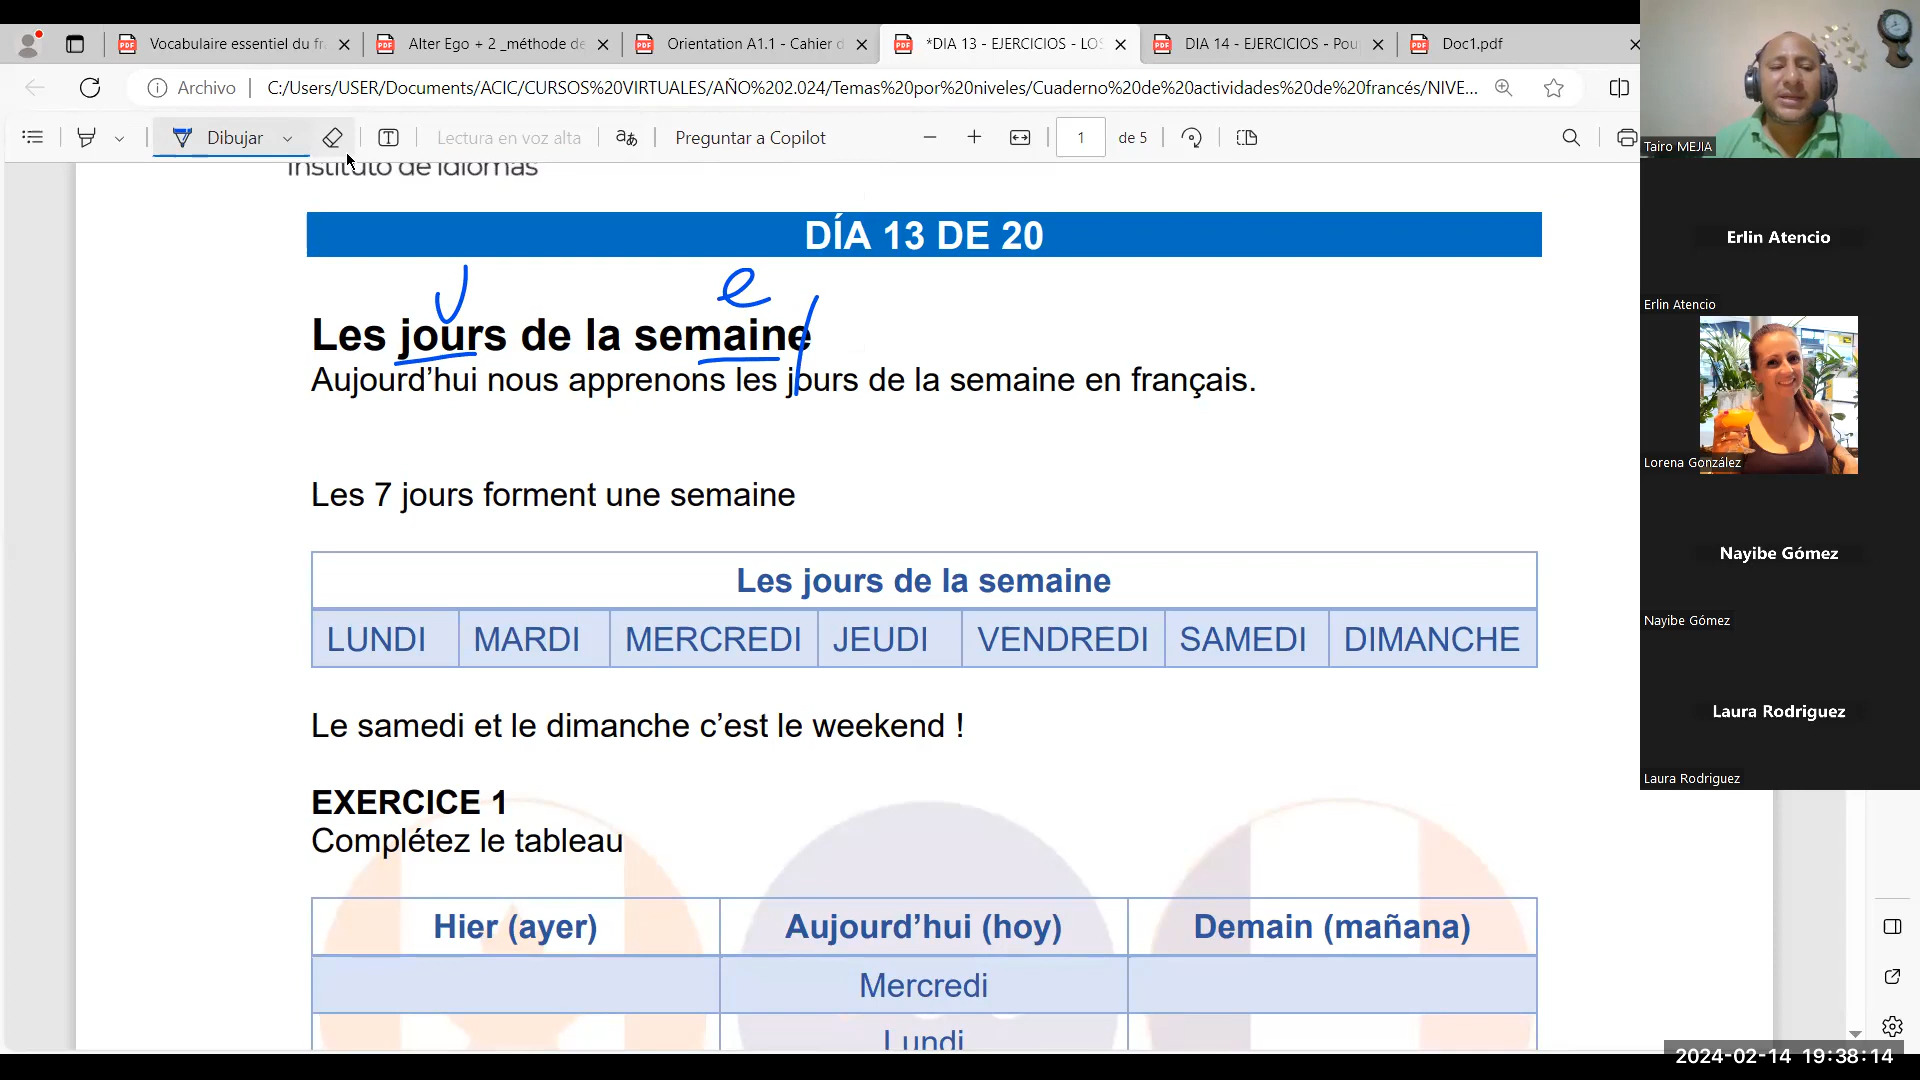 Vocabulaire essentiel du fr
Alter Ego + 2 _méthode de
Orientation A1.1 - Cahier d
*DIA 13 - EJERCICIOS - LOS
DIA 14 - EJERCICIOS - Pou
Doc1.pdf
Archivo
C:/Users/USER/Documents/ACIC/CURSOS%20VIRTUALES/AÑO%202.024/Temas%20por%20niveles/Cuaderno%20de%20actividades%20de%20francés/NIVE...
Dibujar
Lectura en voz alta
Preguntar a Copilot
1
de 5
Instituto de Idiomas
DÍA 13 DE 20
U e
Les jours de la semaine
Aujourd’hui nous apprenons les jours de la semaine en français.
Les 7 jours forment une semaine
Les jours de la semaine
LUNDI MARDI MERCREDI JEUDI VENDREDI SAMEDI DIMANCHE
Le samedi et le dimanche c’est le weekend !
EXERCICE 1
Complétez le tableau
Hier (ayer) Aujourd’hui (hoy) Demain (mañana)
Mercredi
Lundi
Tairo MEJIA
Erlin Atencio
Erlin Atencio
Lorena González
Nayibe Gómez
Nayibe Gómez
Laura Rodriguez
Laura Rodriguez
2024-02-14 19:38:14